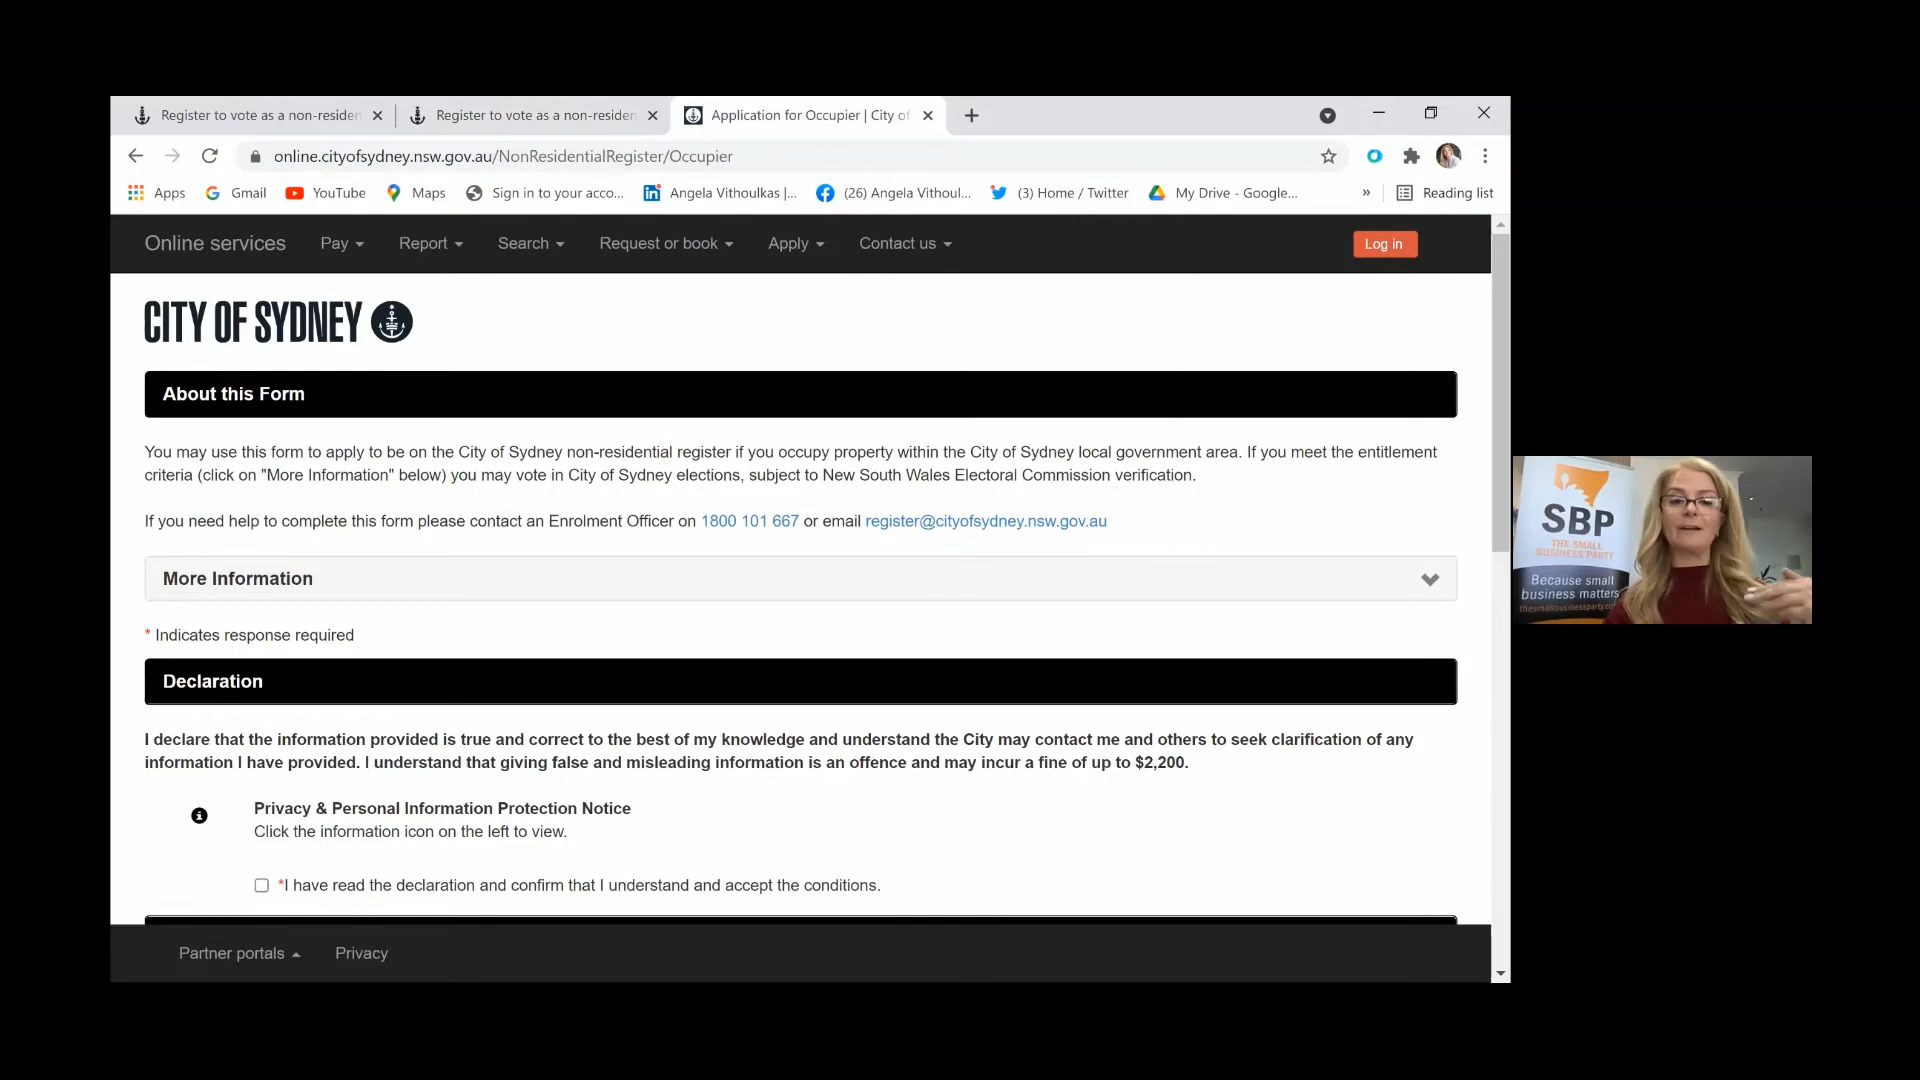 Register to vote as a non-residen
Register to vote as a non-residen
Application for Occupier | City of
online.cityofsydney.nsw.gov.au/NonResidentialRegister/Occupier
Apps
Gmail
YouTube
Maps
Sign in to your acco...
Angela Vithoulkas |...
(26) Angela Vithoul...
(3) Home / Twitter
My Drive - Google...
»
Reading list
Online services
Pay
Report
Search
Request or book
Apply
Contact us
Log in
CITY OF SYDNEY
About this Form
You may use this form to apply to be on the City of Sydney non-residential register if you occupy property within the City of Sydney local government area. If you meet the entitlement
criteria (click on "More Information" below) you may vote in City of Sydney elections, subject to New South Wales Electoral Commission verification.
If you need help to complete this form please contact an Enrolment Officer on 1800 101 667 or email register@cityofsydney.nsw.gov.au
More Information
* Indicates response required
Declaration
I declare that the information provided is true and correct to the best of my knowledge and understand the City may contact me and others to seek clarification of any
information I have provided. I understand that giving false and misleading information is an offence and may incur a fine of up to $2,200.
Privacy & Personal Information Protection Notice
Click the information icon on the left to view.
*I have read the declaration and confirm that I understand and accept the conditions.
Partner portals
Privacy
SBP
THE SMALL
BUSINESS PARTY
Because small
business matters
thesmallbusinessparty.co